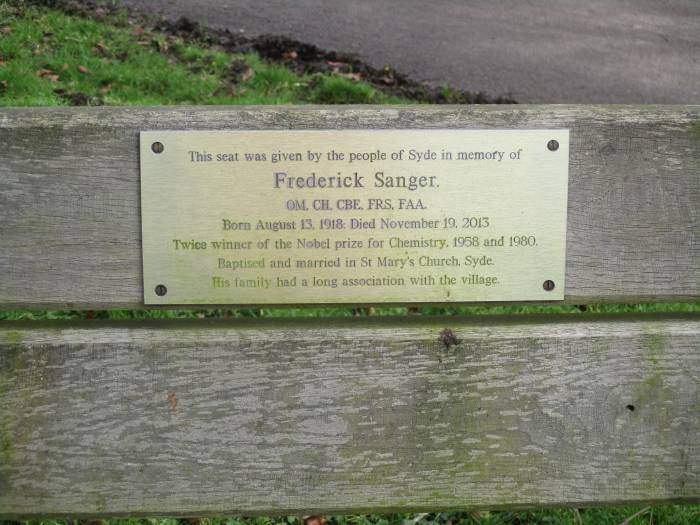 This seat was given by the people of Syde in memory of
Frederick Sanger.
OM, CH, CBE, FRS, FAA.
Born August 13, 1918: Died November 19, 2013
Twice winner of the Nobel prize for Chemistry, 1958 and 1980.
Baptised and married in St Mary's Church, Syde.
His family had a long association with the village.